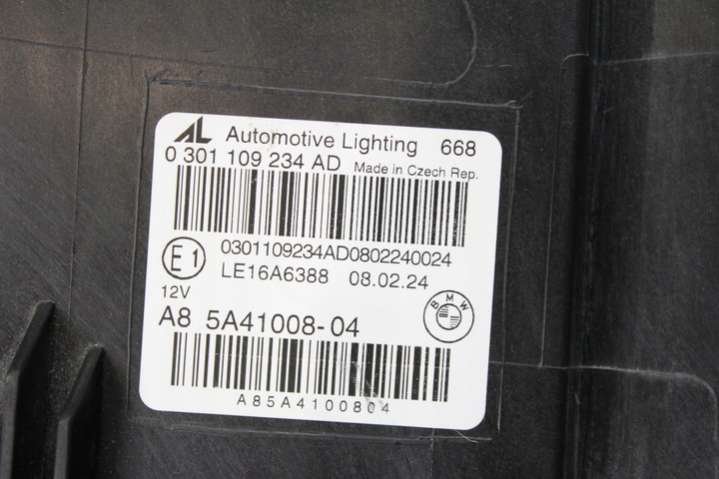 AL Automotive Lighting 668
0 301 109 234 AD Made in Czech Rep.
E1 0301109234AD0802240024
LE16A6388 08.02.24
12V
BMW
A8 5A41008-04
A85A4100804